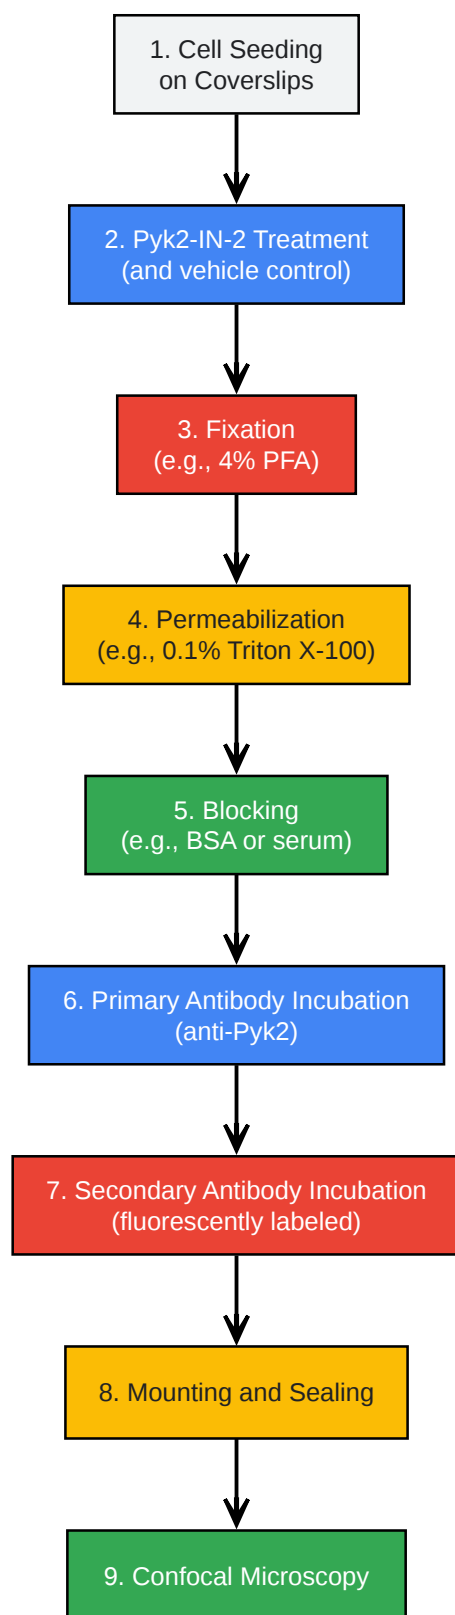 1. Cell Seeding
on Coverslips
2. Pyk2-IN-2 Treatment
(and vehicle control)
3. Fixation
(e.g., 4% PFA)
4. Permeabilization
(e.g., 0.1% Triton X-100)
5. Blocking
(e.g., BSA or serum)
6. Primary Antibody Incubation
(anti-Pyk2)
7. Secondary Antibody Incubation
(fluorescently labeled)
8. Mounting and Sealing
9. Confocal Microscopy